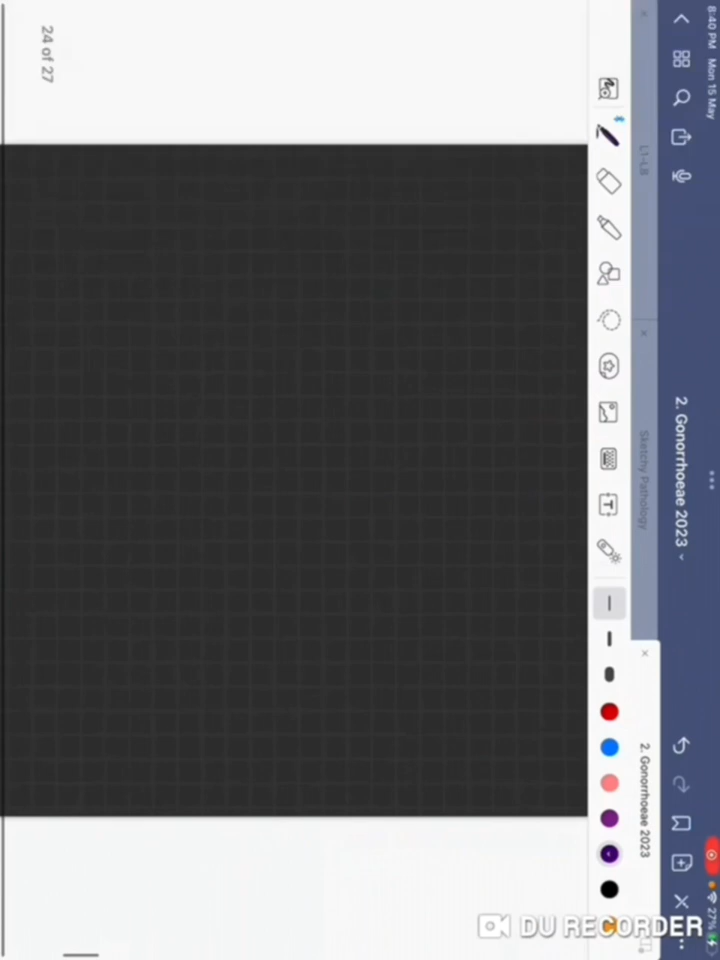 8:40 PM Mon 15 May
27%
2. Gonorrhoeae 2023
L1-LB
Sketchy Pathology
2. Gonorrhoeae 2023
T
24 of 27
DU RECORDER